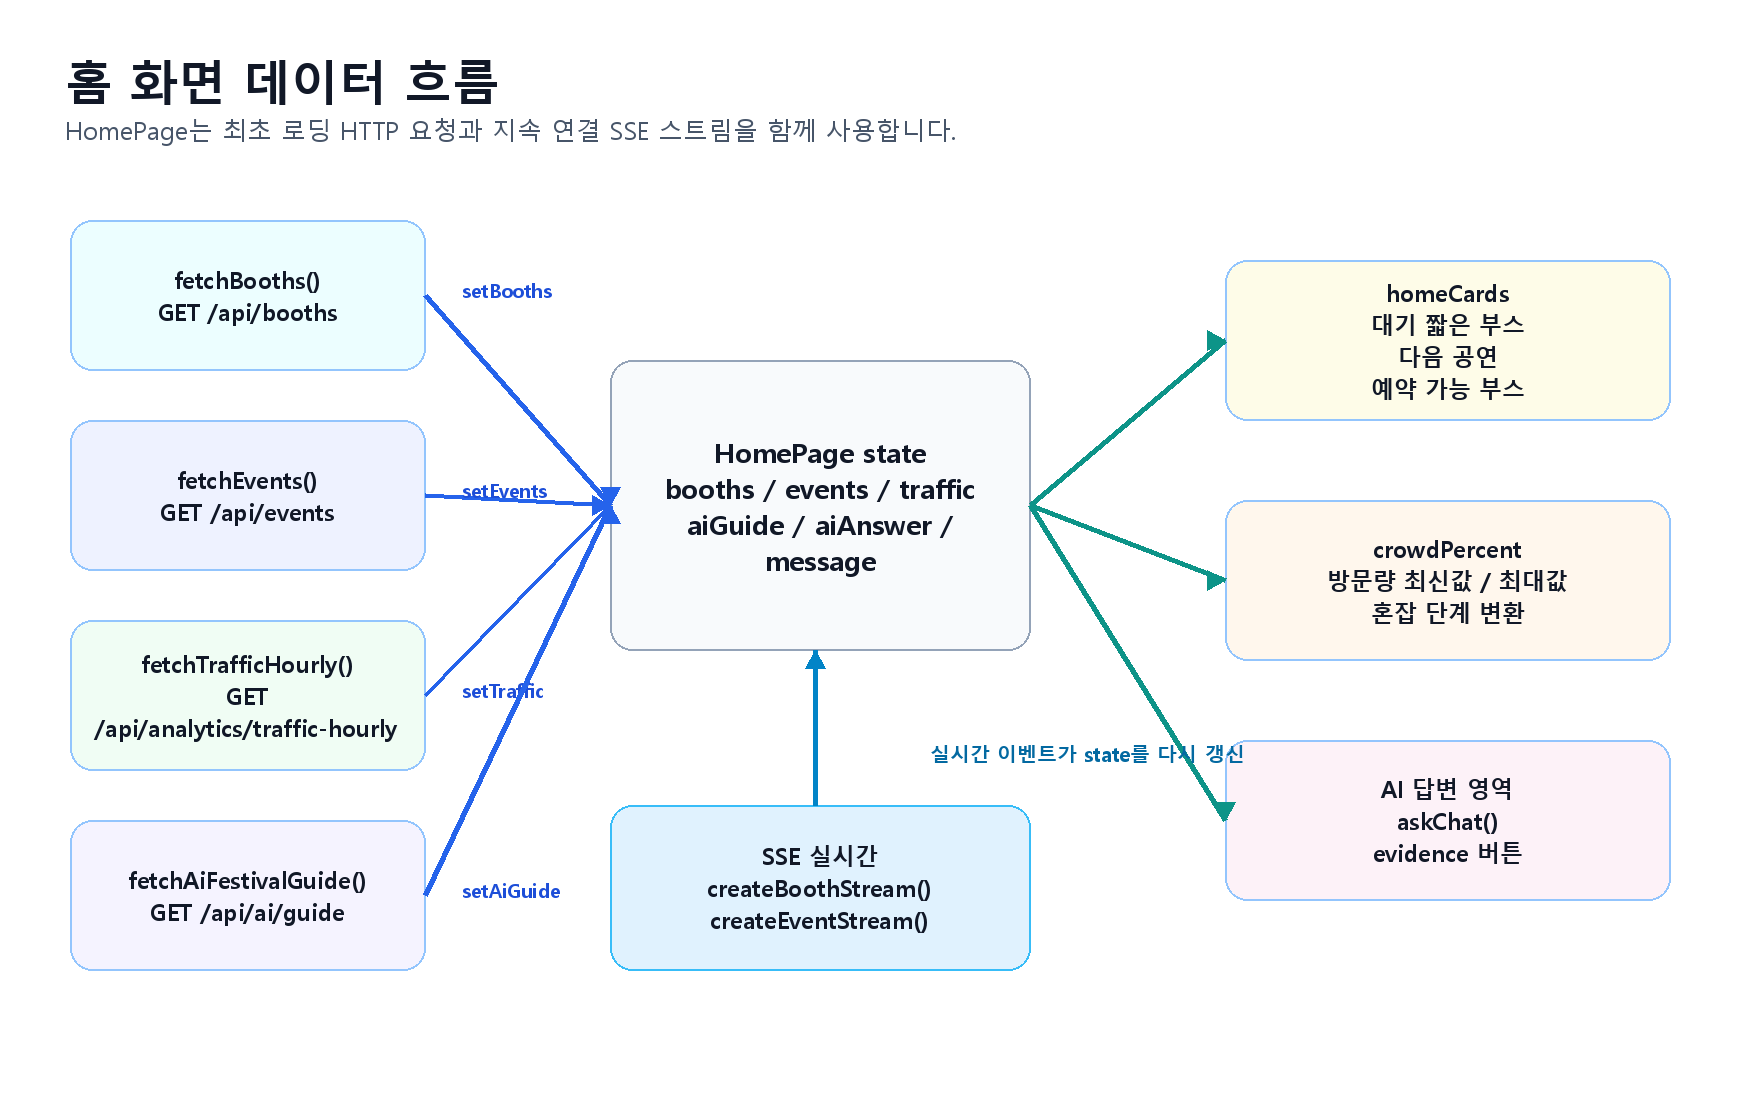 홈 화면 데이터 흐름
HomePage는 최초 로딩 HTTP 요청과 지속 연결 SSE 스트림을 함께 사용합니다.
fetchBooths()
GET /api/booths
setBooths
fetchEvents()
GET /api/events
setEvents
fetchTrafficHourly()
GET
/api/analytics/traffic-hourly
setTraffic
fetchAiFestivalGuide()
GET /api/ai/guide
setAiGuide
HomePage state
booths / events / traffic
aiGuide / aiAnswer /
message
SSE 실시간
createBoothStream()
createEventStream()
실시간 이벤트가 state를 다시 갱신
homeCards
대기 짧은 부스
다음 공연
예약 가능 부스
crowdPercent
방문량 최신값 / 최대값
혼잡 단계 변환
AI 답변 영역
askChat()
evidence 버튼